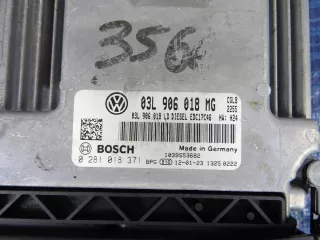 356
03L 906 018 MG CGLB
2255
03L 906 018 LD DIESEL EDC17C46 HW: H24
BOSCH Made in Germany
1039S53682
0 281 018 371 BPG 12-01-23 1325 0222